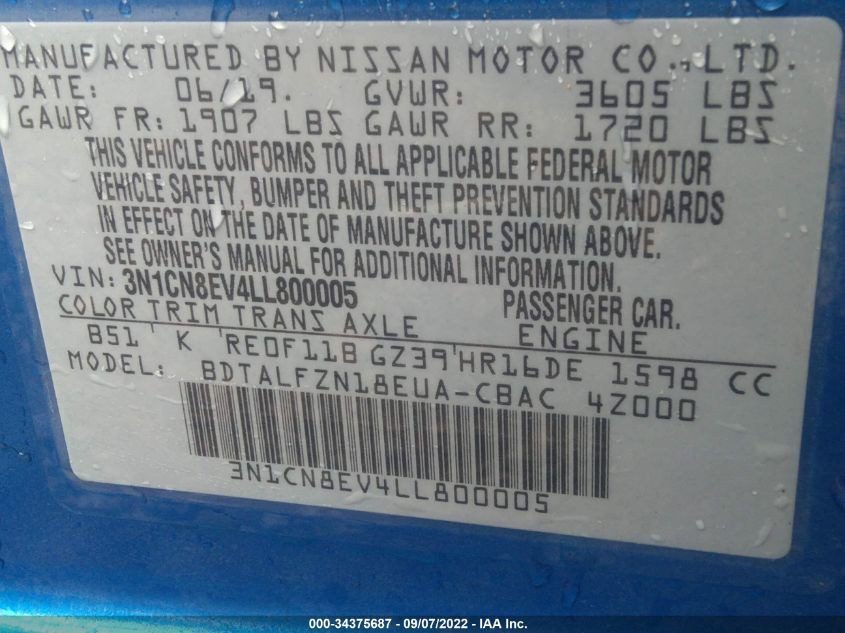 MANUFACTURED BY NISSAN MOTOR CO., LTD.
DATE: 06/19. GVWR: 3605 LBS
GAWR FR: 1907 LBS GAWR RR: 1720 LBS
THIS VEHICLE CONFORMS TO ALL APPLICABLE FEDERAL MOTOR
VEHICLE SAFETY, BUMPER AND THEFT PREVENTION STANDARDS
IN EFFECT ON THE DATE OF MANUFACTURE SHOWN ABOVE.
SEE OWNER'S MANUAL FOR ADDITIONAL INFORMATION.
VIN: 3N1CN8EV4LL800005 PASSENGER CAR.
COLOR TRIM TRANS AXLE ENGINE
B51 K RE0F11B GZ39 HR16DE 1598 CC
MODEL: BDTALFZN18EUA-CBAC 4Z000
3N1CN8EV4LL800005
000-34375687 - 09/07/2022 - IAA Inc.